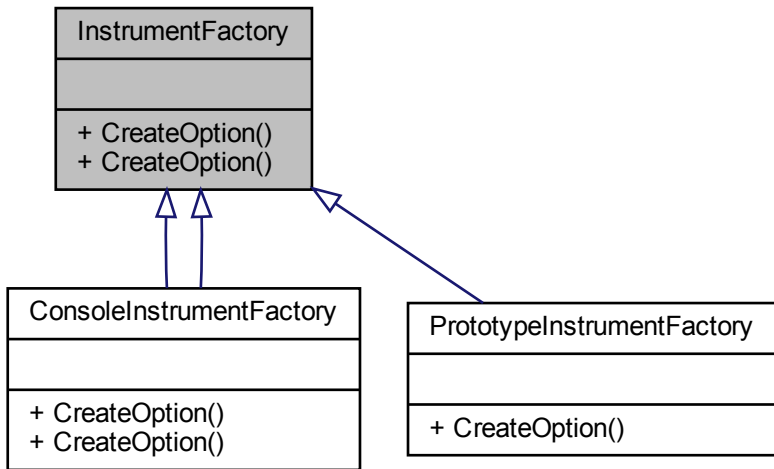 InstrumentFactory
+ CreateOption()
+ CreateOption()
ConsoleInstrumentFactory
+ CreateOption()
+ CreateOption()
PrototypeInstrumentFactory
+ CreateOption()